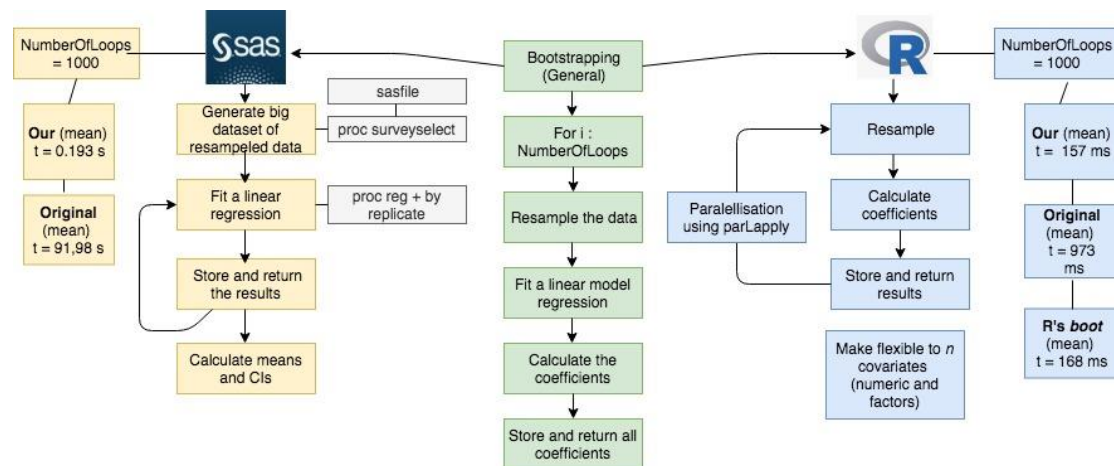 NumberOfLoops
= 1000
Our (mean)
t = 0.193 s
Original
(mean)
t = 91,98 s
sas
Generate big
dataset of
resampeled data
sasfile
proc surveyselect
Fit a linear
regression
proc reg + by
replicate
Store and return
the results
Calculate means
and CIs
Bootstrapping
(General)
For i :
NumberOfLoops
Resample the data
Fit a linear model
regression
Calculate the
coefficients
Store and return all
coefficients
R
Resample
Calculate
coefficients
Store and return
results
Paralellisation
using parLapply
Make flexible to n
covariates
(numeric and
factors)
NumberOfLoops
= 1000
Our (mean)
t = 157 ms
Original
(mean)
t = 973
ms
R's boot
(mean)
t = 168 ms